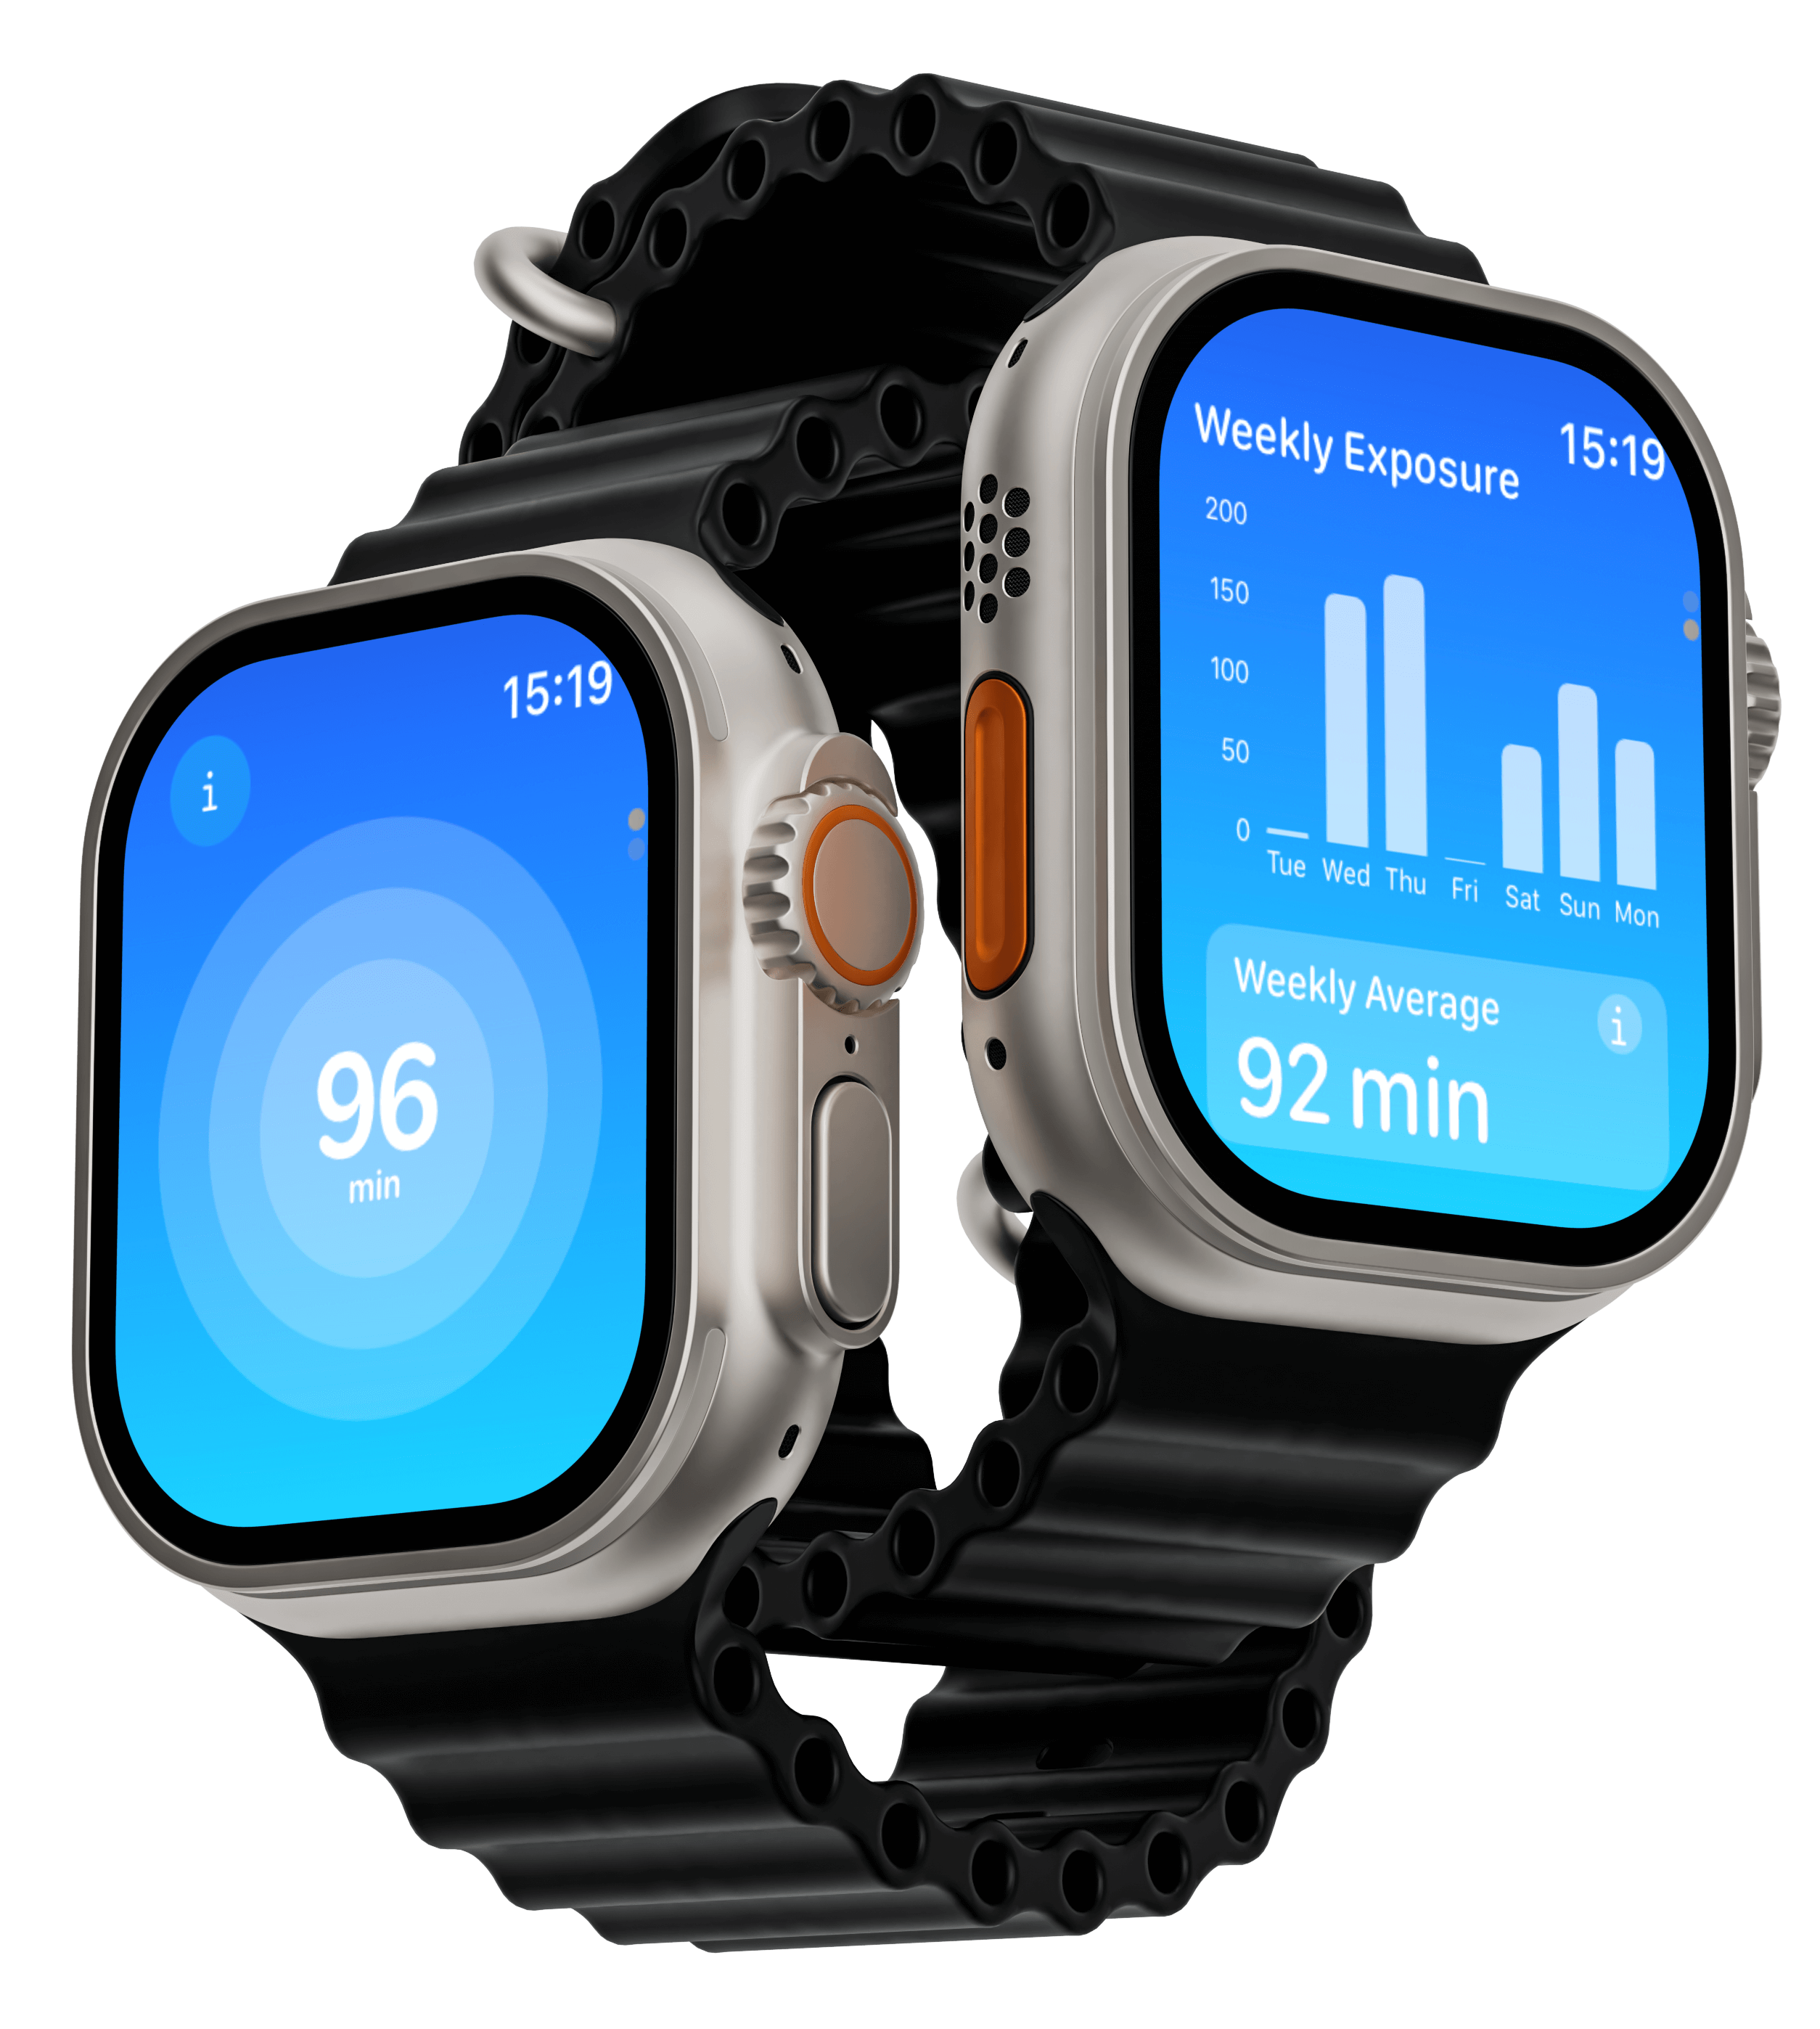 15:19
i
96
min
Weekly Exposure 15:19
200
150
100
50
0
Tue Wed Thu Fri Sat Sun Mon
Weekly Average i
92 min